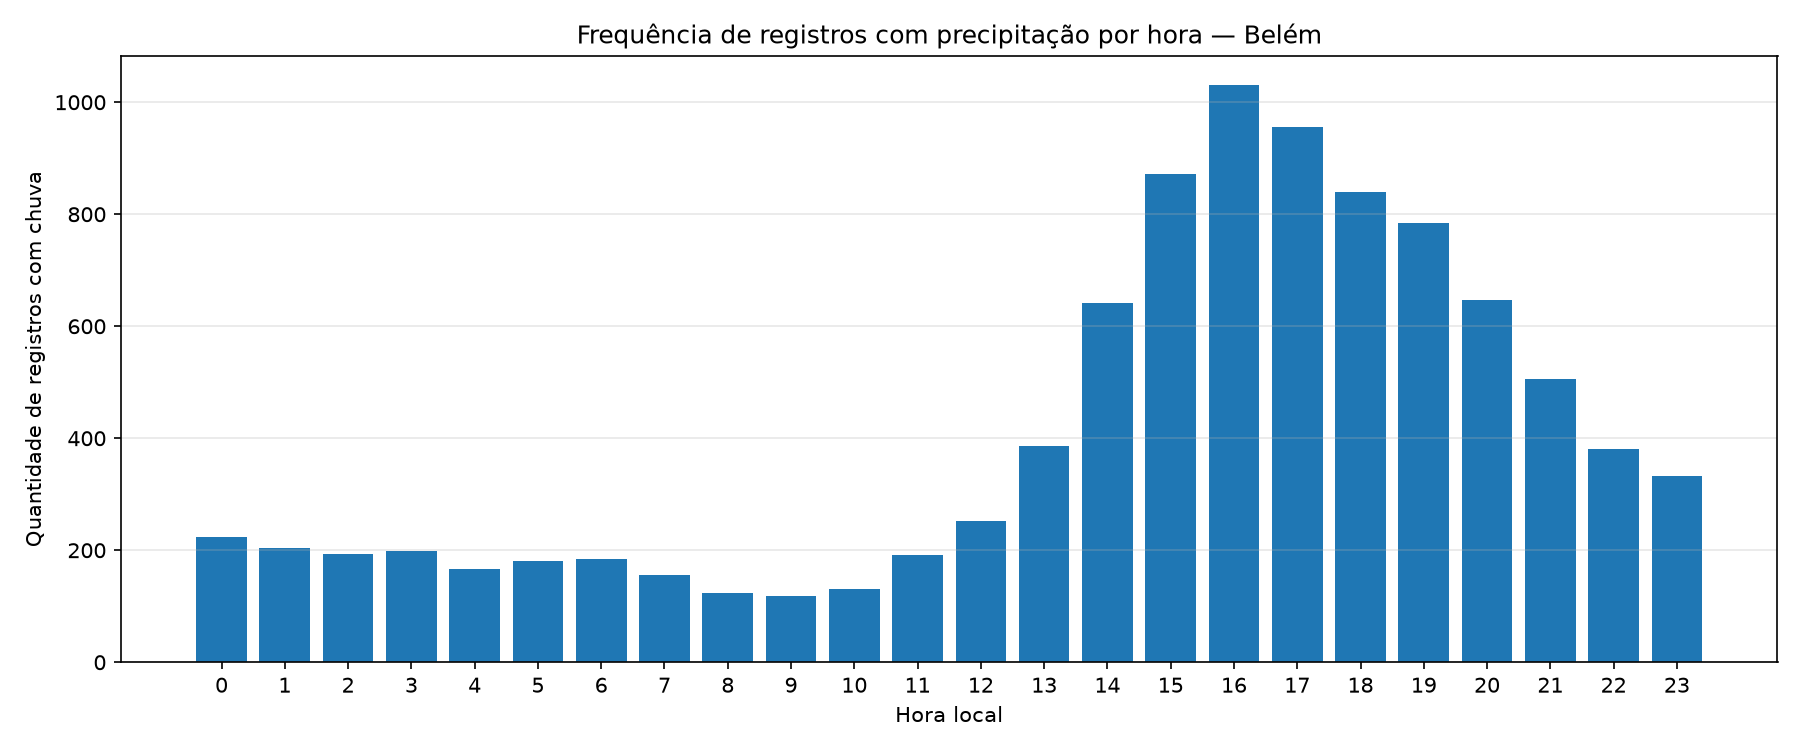 Frequência de registros com precipitação por hora — Belém
Quantidade de registros com chuva
1000
800
600
400
200
0
0 1 2 3 4 5 6 7 8 9 10 11 12 13 14 15 16 17 18 19 20 21 22 23
Hora local